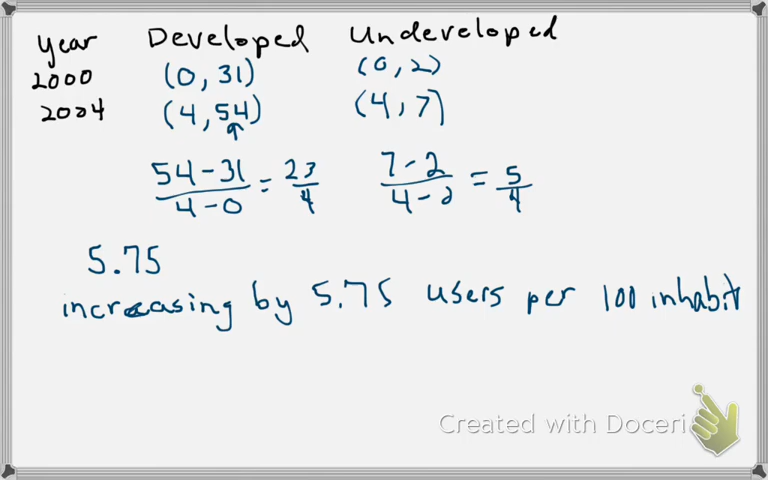 Year Developed Undeveloped
2000 (0, 31) (0, 2)
2004 (4, 54) (4, 7)
54-31/4-0 = 23/4 7-2/4-0 = 5/4
5.75
increasing by 5.75 users per 100 inhabit
Created with Doceri